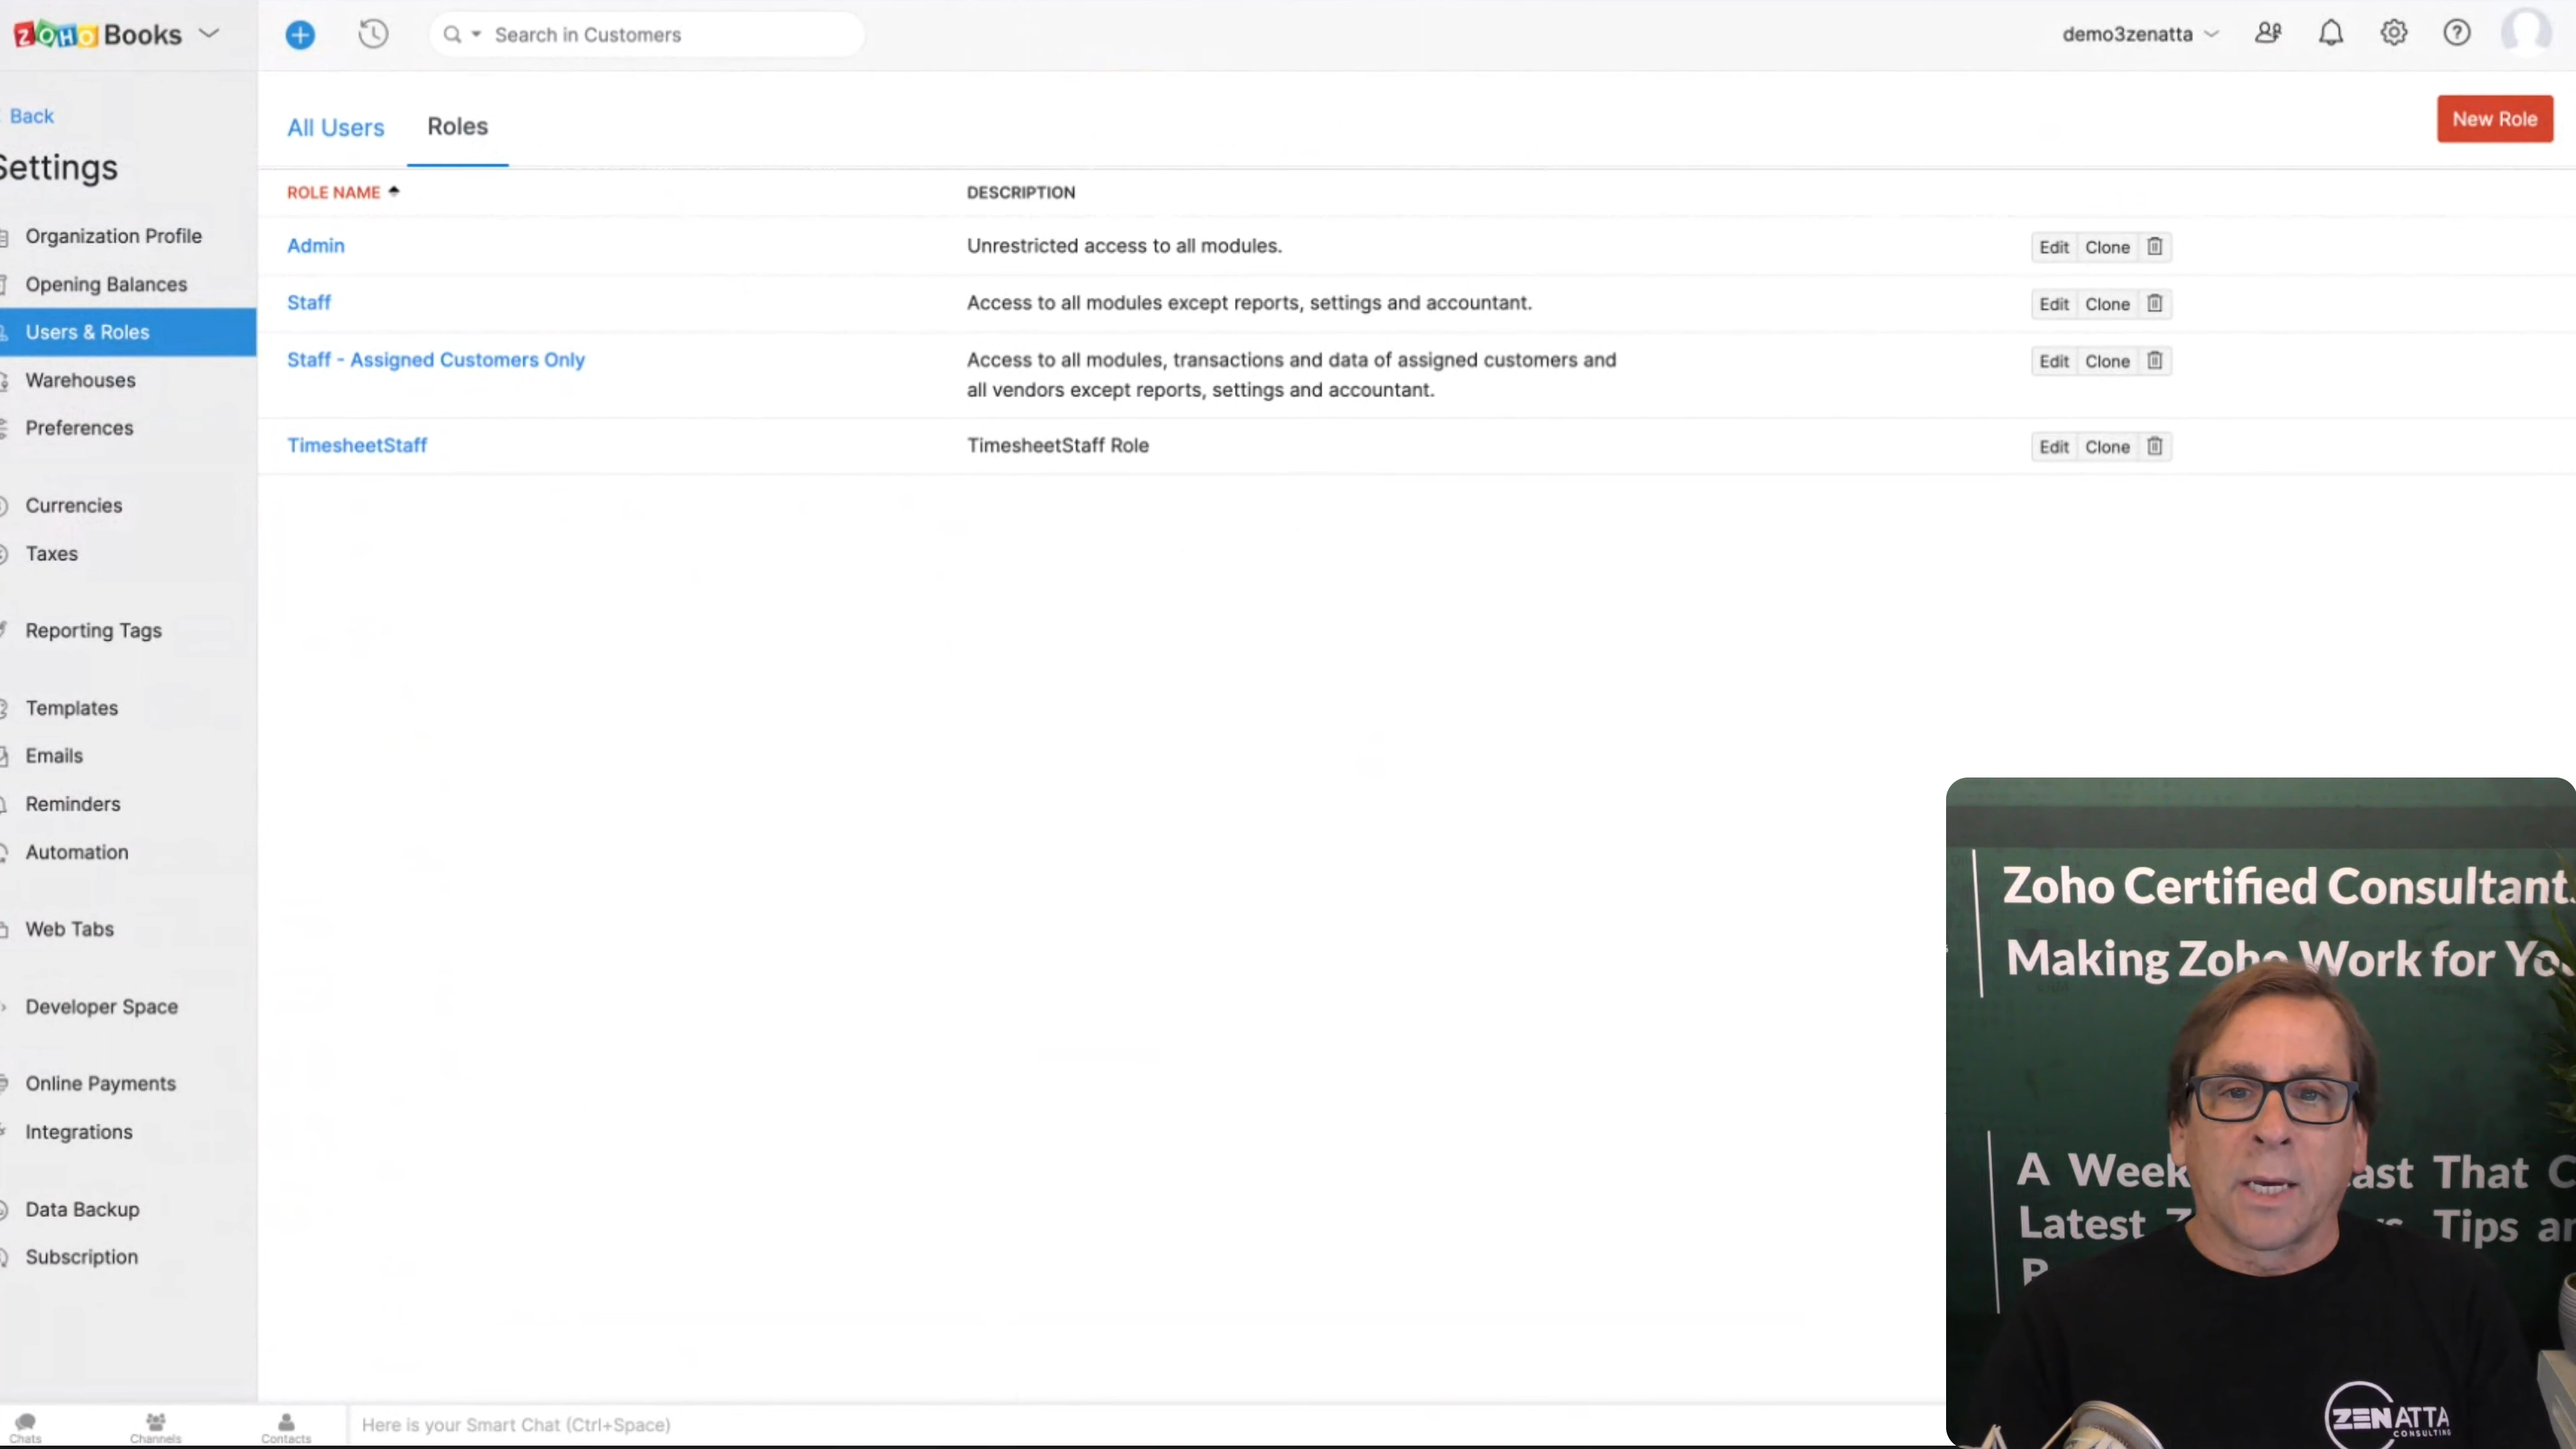 ZOHO Books
Search in Customers
demo3zenatta
Back
Settings
Organization Profile
Opening Balances
Users & Roles
Warehouses
Preferences
Currencies
Taxes
Reporting Tags
Templates
Emails
Reminders
Automation
Web Tabs
Developer Space
Online Payments
Integrations
Data Backup
Subscription
All Users
Roles
New Role
ROLE NAME
DESCRIPTION
Admin
Unrestricted access to all modules.
Edit Clone
Staff
Access to all modules except reports, settings and accountant.
Edit Clone
Staff - Assigned Customers Only
Access to all modules, transactions and data of assigned customers and
all vendors except reports, settings and accountant.
Edit Clone
TimesheetStaff
TimesheetStaff Role
Edit Clone
Zoho Certified Consultant
Making Zoho Work for Yo
A Week ast That C
Latest Tips
ZENATTA
CONSULTING
Chats
Channels
Contacts
Here is your Smart Chat (Ctrl+Space)